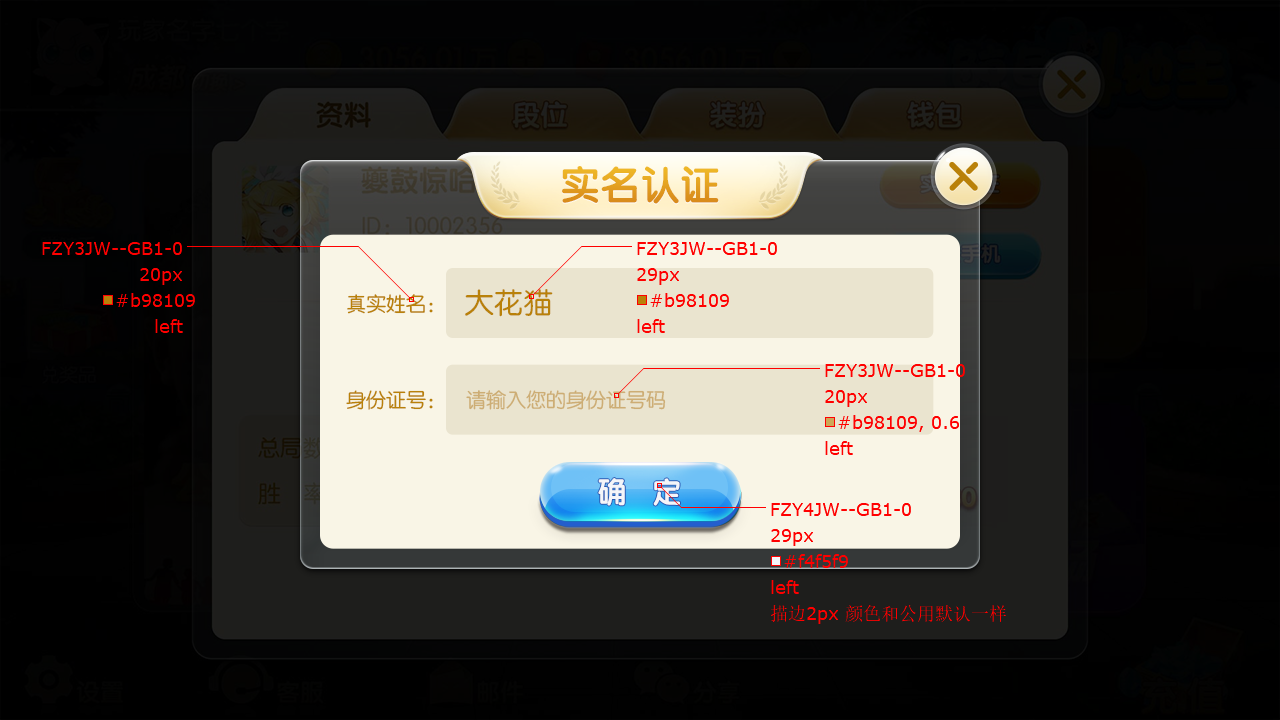 资料
段位
装扮
钱包
实名认证
ID: 10002356
手机
FZY3JW--GB1-0
20px
#b98109
left
真实姓名:
大花猫
FZY3JW--GB1-0
29px
#b98109
left
身份证号:
请输入您的身份证号码
FZY3JW--GB1-0
20px
#b98109, 0.6
left
总局数
胜 率
确 定
FZY4JW--GB1-0
29px
#f4f5f9
left
描边2px 颜色和公用默认一样
设置
客服
邮件
分享